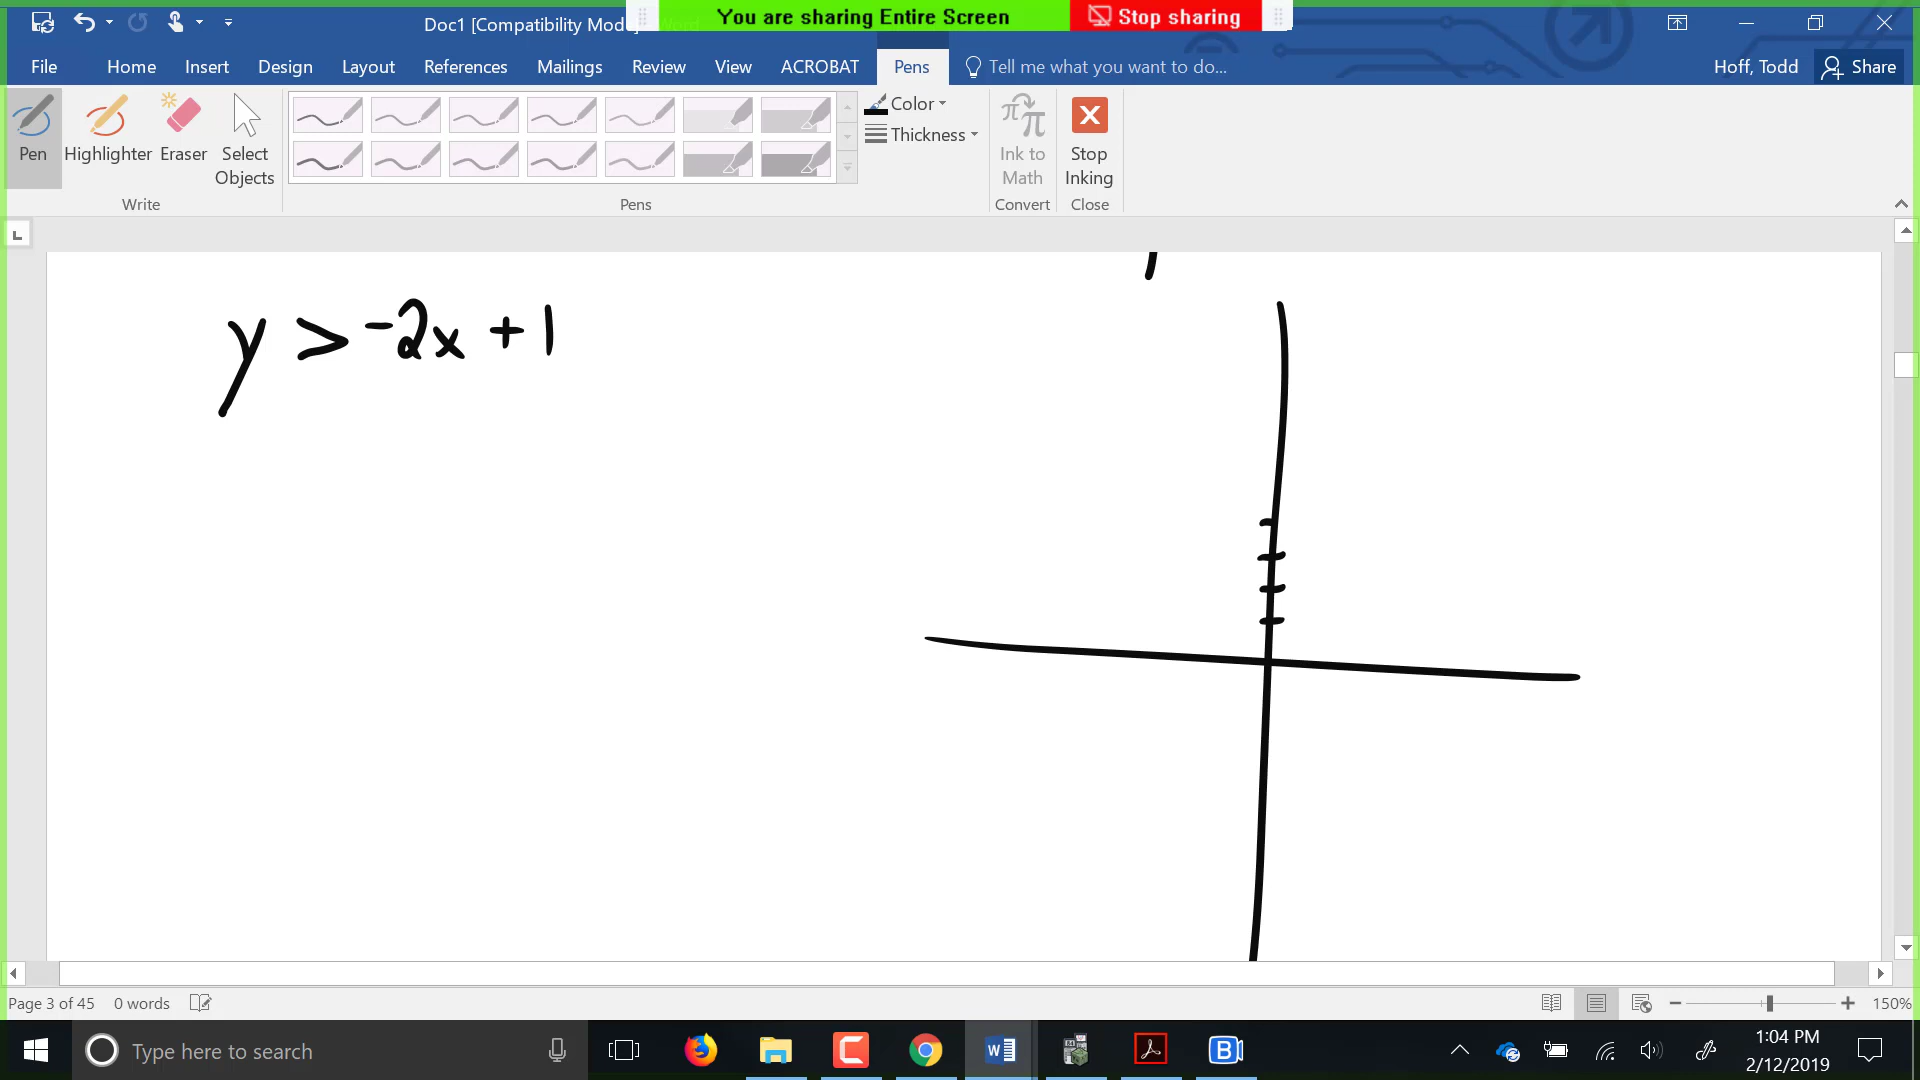 Doc1 [Compatibility Mod
You are sharing Entire Screen
Stop sharing
File Home Insert Design Layout References Mailings Review View ACROBAT Pens Tell me what you want to do... Hoff, Todd Share
Pen
Highlighter
Eraser
Select Objects
Color
Thickness
Ink to Math
Stop Inking
Write
Pens
Convert
Close
y > -2x + 1
Page 3 of 45 0 words 150%
Type here to search
1:04 PM
2/12/2019